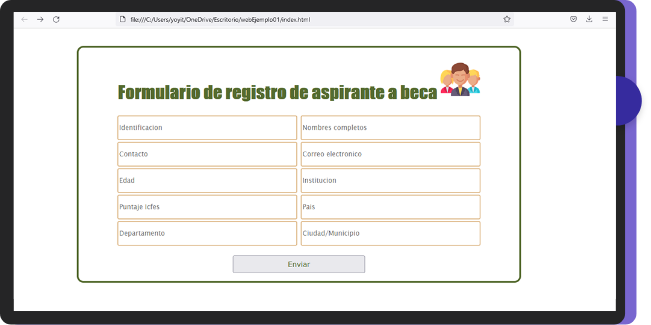 file:///C:/Users/yoyit/OneDrive/Escritorio/webEjemplo01/index.html
Formulario de registro de aspirante a beca
Identificacion
Nombres completos
Contacto
Correo electronico
Edad
Institucion
Puntaje Icfes
Pais
Departamento
Ciudad/Municipio
Enviar